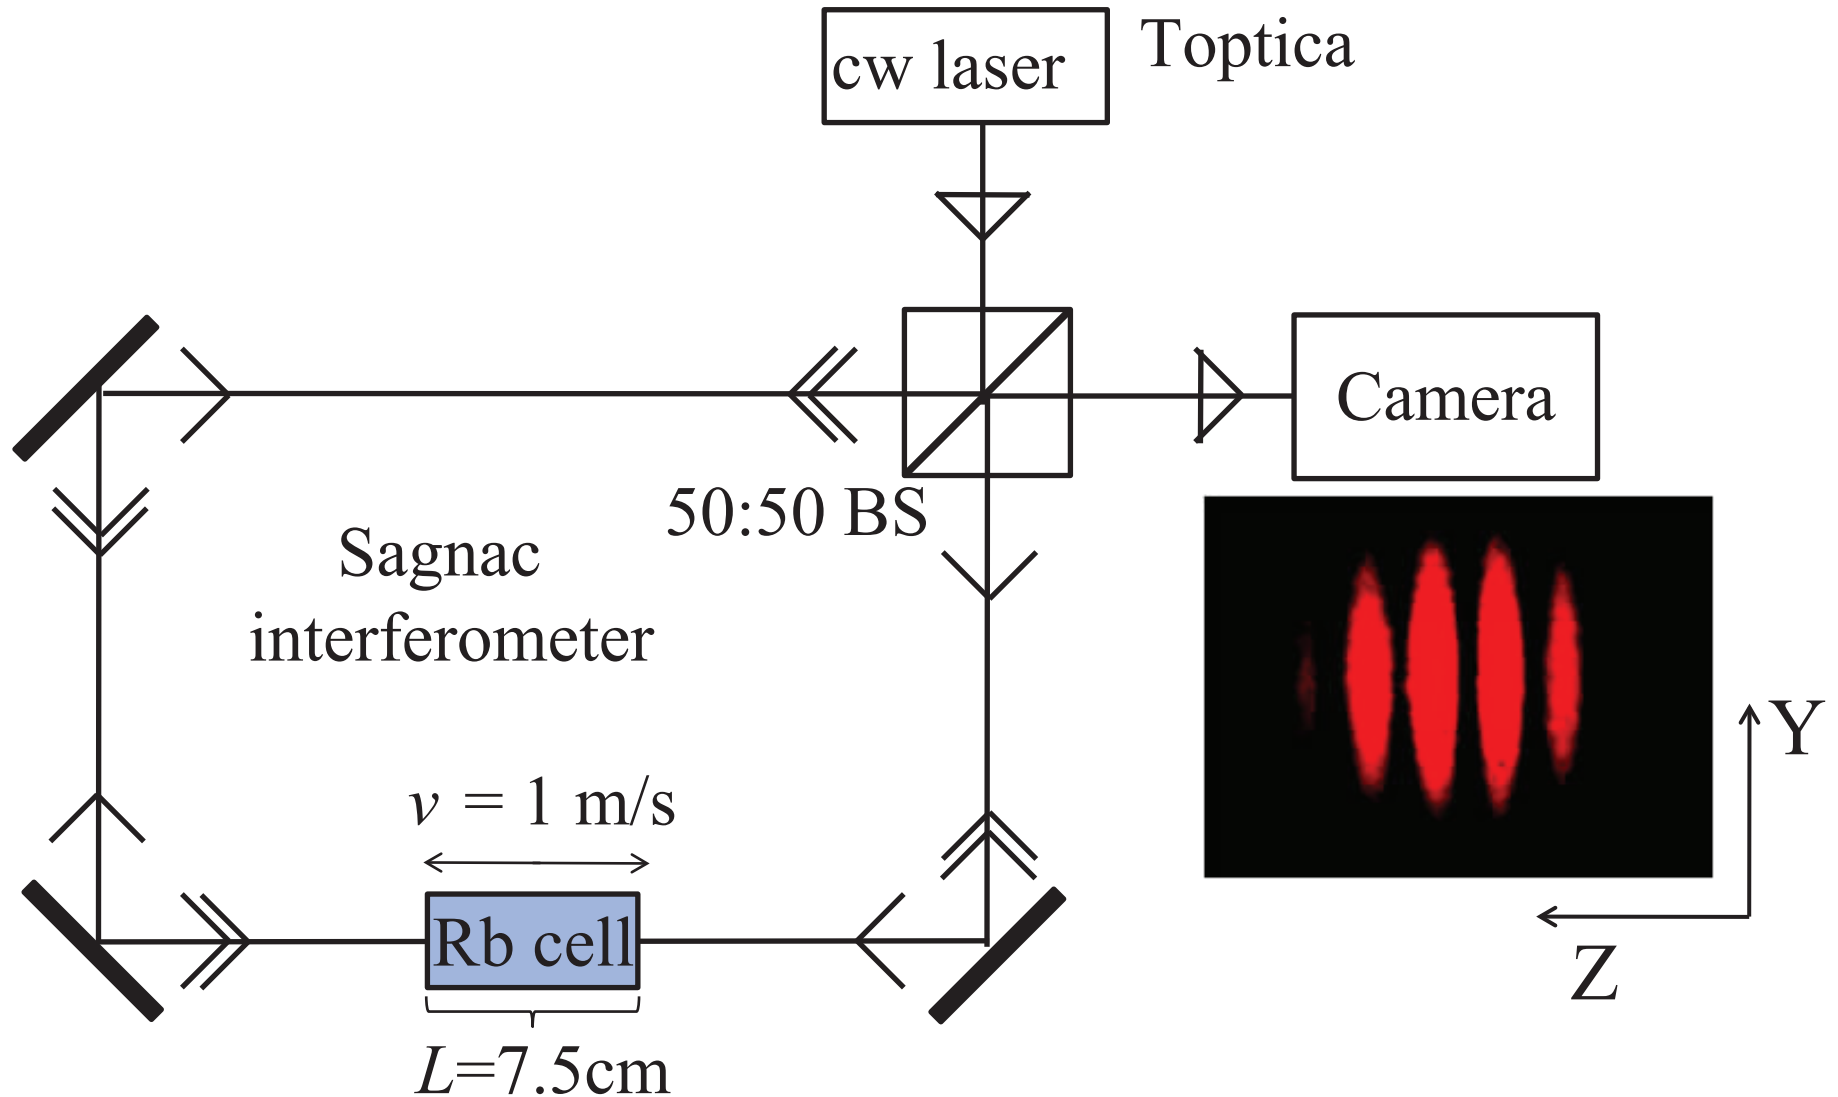 cw laser
Toptica
Camera
50:50 BS
Sagnac
interferometer
v = 1 m/s
Rb cell
L=7.5cm
Y
Z